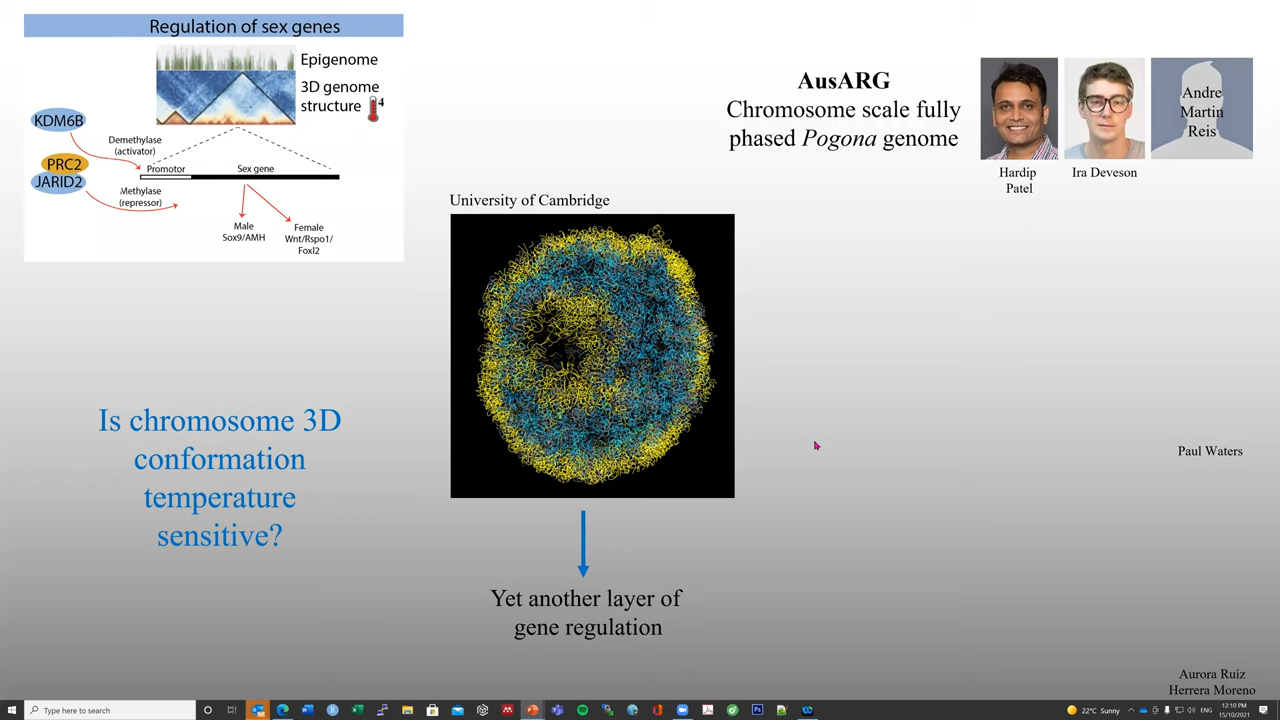 Regulation of sex genes
Epigenome
3D genome
structure
4
KDM6B
Demethylase
(activator)
PRC2
JARID2
Promotor
Sex gene
Methylase
(repressor)
Male
Sox9/AMH
Female
Wnt/Rspo1/
Foxl2
AusARG
Chromosome scale fully
phased Pogona genome
Andre
Martin
Reis
Hardip
Patel
Ira Deveson
University of Cambridge
Is chromosome 3D
conformation
temperature
sensitive?
Paul Waters
Yet another layer of
gene regulation
Aurora Ruiz
Herrera Moreno
Type here to search
22°C Sunny
12:10 PM
15/10/2021